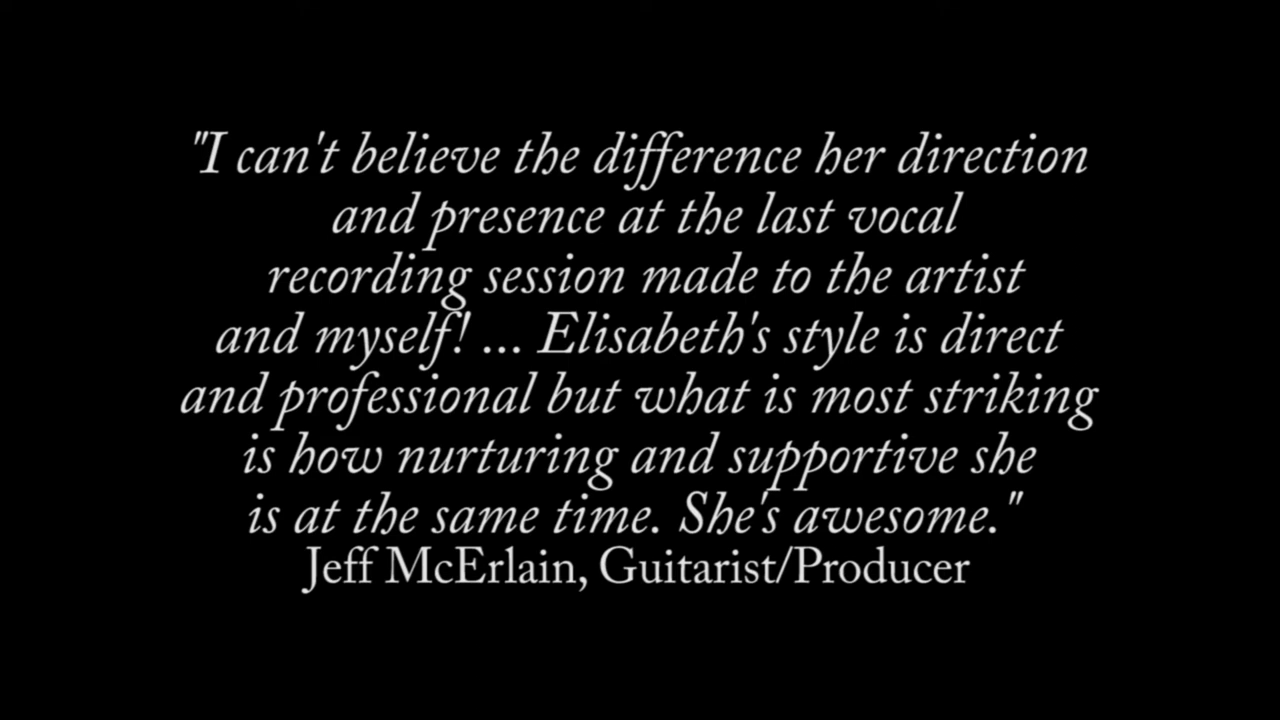 "I can't believe the difference her direction
and presence at the last vocal
recording session made to the artist
and myself! ... Elisabeth's style is direct
and professional but what is most striking
is how nurturing and supportive she
is at the same time. She's awesome."
Jeff McErlain, Guitarist/Producer